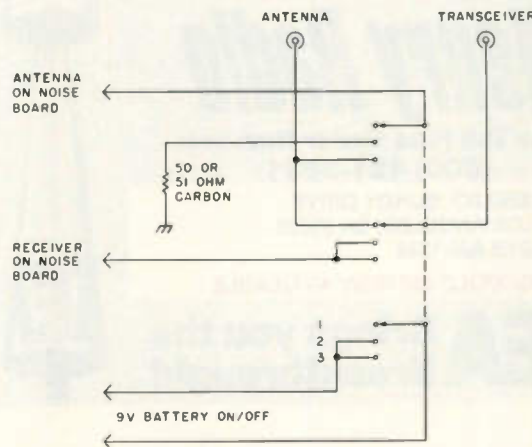 ANTENNA
TRANSCEIVER
ANTENNA
ON NOISE
BOARD
50 OR
51 OHM
CARBON
RECEIVER
ON NOISE
BOARD
1
2
3
9V BATTERY ON/OFF